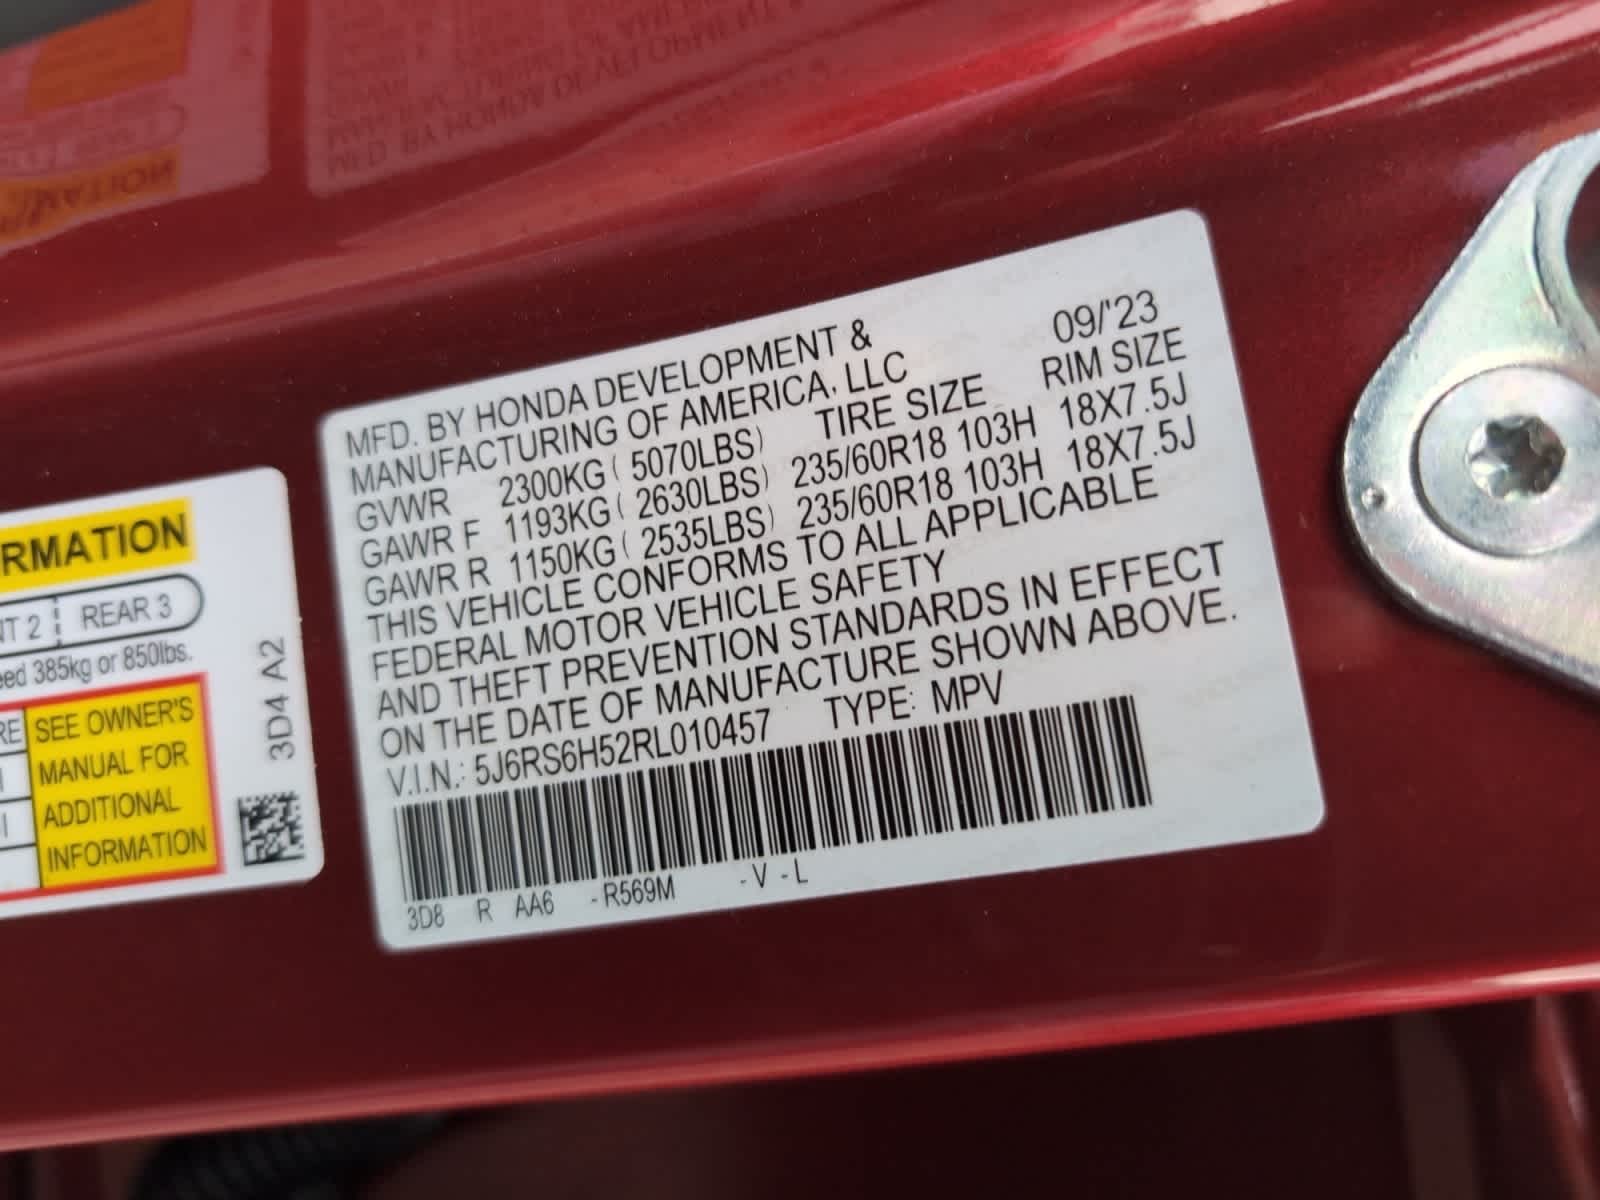 MFD. BY HONDA DEVELOPMENT & 09/'23
MANUFACTURING OF AMERICA, LLC
TIRE SIZE RIM SIZE
GVWR 2300KG ( 5070LBS)
GAWR F 1193KG ( 2630LBS) 235/60R18 103H 18X7.5J
GAWR R 1150KG ( 2535LBS) 235/60R18 103H 18X7.5J
THIS VEHICLE CONFORMS TO ALL APPLICABLE
FEDERAL MOTOR VEHICLE SAFETY
AND THEFT PREVENTION STANDARDS IN EFFECT
ON THE DATE OF MANUFACTURE SHOWN ABOVE.
V.I.N.: 5J6RS6H52RL010457 TYPE: MPV
3D8 R AA6 -R569M -V -L
RMATION
NT 2 REAR 3
eed 385kg or 850lbs.
RE
SEE OWNER'S
MANUAL FOR
ADDITIONAL
INFORMATION
3D4 A2